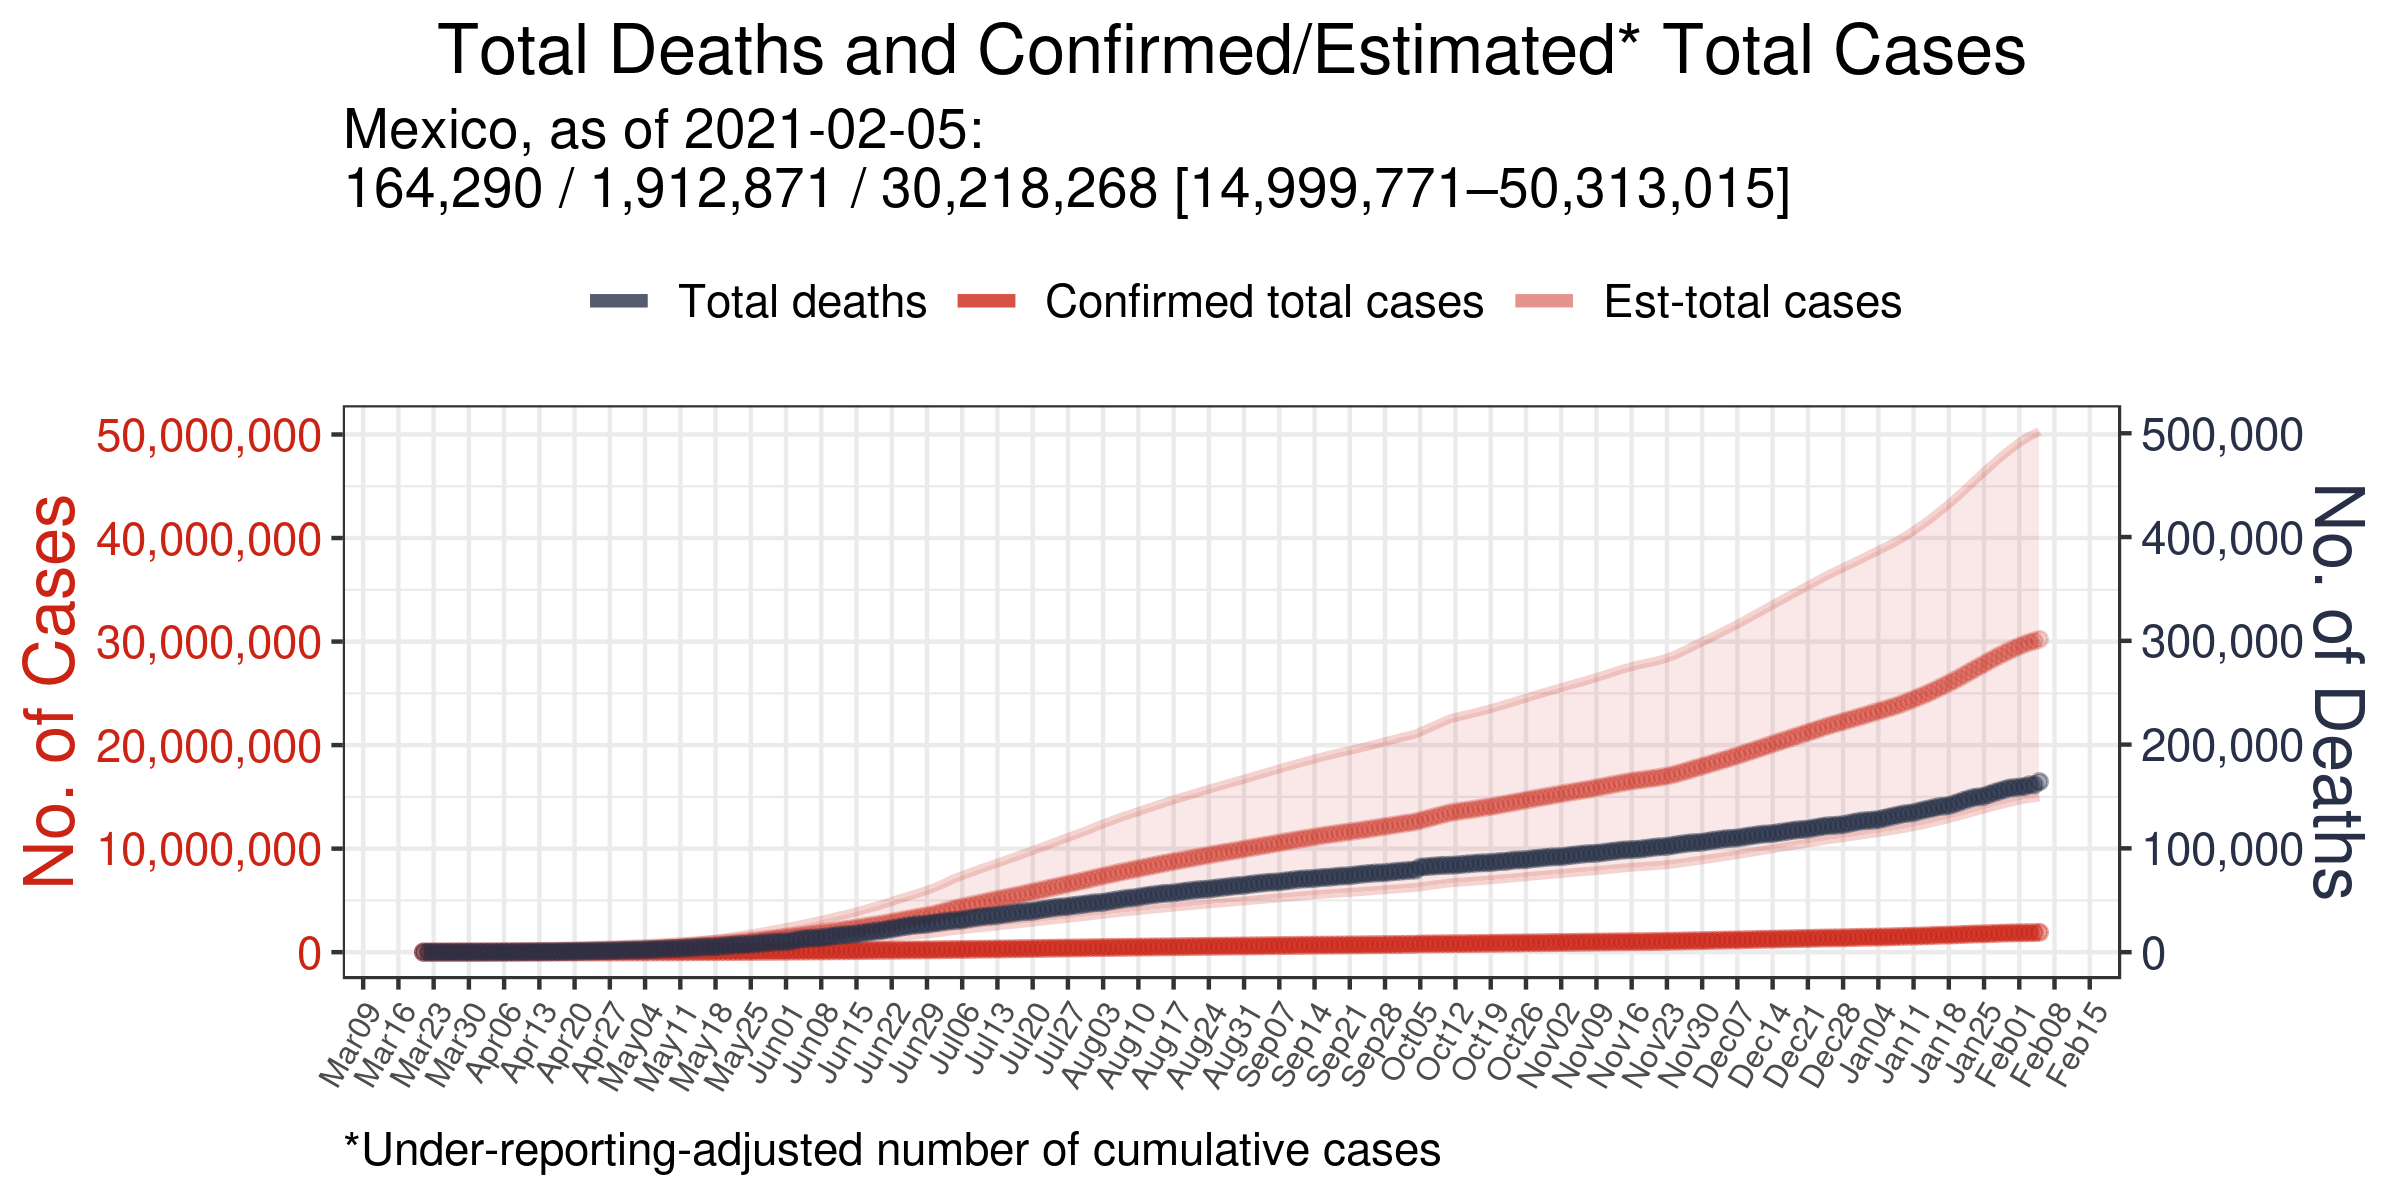 Total Deaths and Confirmed/Estimated* Total Cases
Mexico, as of 2021-02-05:
164,290 / 1,912,871 / 30,218,268 [14,999,771–50,313,015]
Total deaths
Confirmed total cases
Est-total cases
No. of Cases
50,000,000
40,000,000
30,000,000
20,000,000
10,000,000
0
500,000
400,000
300,000
200,000
100,000
0
No. of Deaths
Mar09
Mar16
Mar23
Mar30
Apr06
Apr13
Apr20
Apr27
May04
May11
May18
May25
Jun01
Jun08
Jun15
Jun22
Jun29
Jul06
Jul13
Jul20
Jul27
Aug03
Aug10
Aug17
Aug24
Aug31
Sep07
Sep14
Sep21
Sep28
Oct05
Oct12
Oct19
Oct26
Nov02
Nov09
Nov16
Nov23
Nov30
Dec07
Dec14
Dec21
Dec28
Jan04
Jan11
Jan18
Jan25
Feb01
Feb08
Feb15
*Under-reporting-adjusted number of cumulative cases